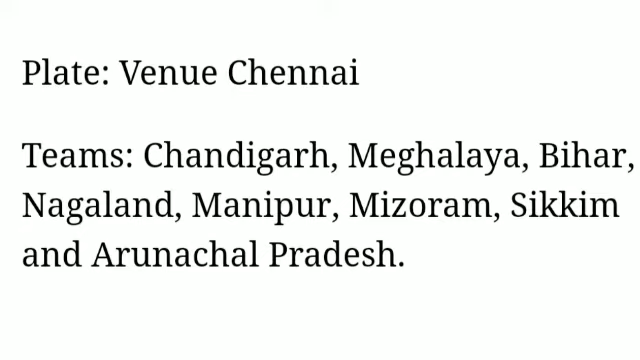 Plate: Venue Chennai
Teams: Chandigarh, Meghalaya, Bihar,
Nagaland, Manipur, Mizoram, Sikkim
and Arunachal Pradesh.